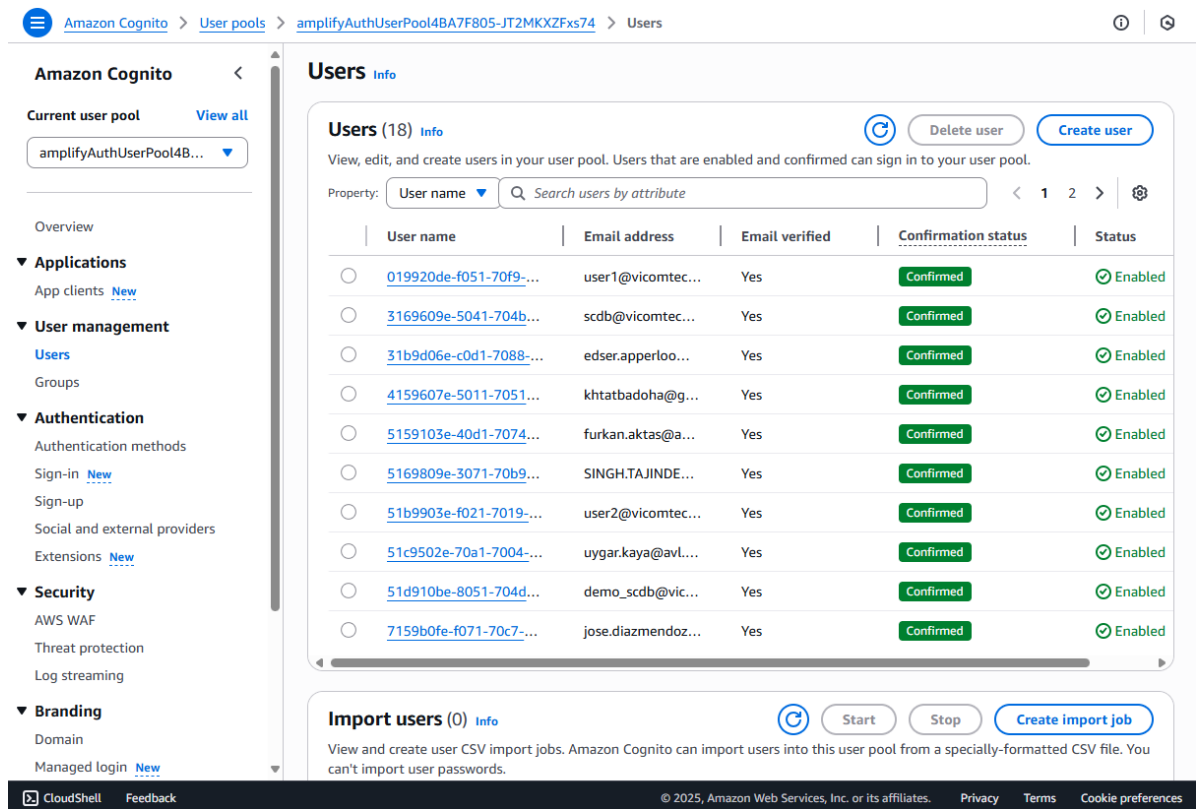 Amazon Cognito > User pools > amplifyAuthUserPool4BA7F805-JT2MKXZFxs74 > Users
Amazon Cognito
Current user pool View all
amplifyAuthUserPool4B...
Overview
Applications
App clients New
User management
Users
Groups
Authentication
Authentication methods
Sign-in New
Sign-up
Social and external providers
Extensions New
Security
AWS WAF
Threat protection
Log streaming
Branding
Domain
Managed login New
Users Info
Users (18) Info
Delete user
Create user
View, edit, and create users in your user pool. Users that are enabled and confirmed can sign in to your user pool.
Property: User name Search users by attribute < 1 2 >
User name Email address Email verified Confirmation status Status
019920de-f051-70f9-... user1@vicomtec... Yes Confirmed Enabled
3169609e-5041-704b... scdb@vicomtec... Yes Confirmed Enabled
31b9d06e-c0d1-7088-... edser.apperloo... Yes Confirmed Enabled
4159607e-5011-7051... khtatbadoha@g... Yes Confirmed Enabled
5159103e-40d1-7074... furkan.aktas@a... Yes Confirmed Enabled
5169809e-3071-70b9... SINGH.TAJINDE... Yes Confirmed Enabled
51b9903e-f021-7019-... user2@vicomtec... Yes Confirmed Enabled
51c9502e-70a1-7004-... uygar.kaya@avl.... Yes Confirmed Enabled
51d910be-8051-704d... demo_scdb@vic... Yes Confirmed Enabled
7159b0fe-f071-70c7-... jose.diazmendoz... Yes Confirmed Enabled
Import users (0) Info
Start
Stop
Create import job
View and create user CSV import jobs. Amazon Cognito can import users into this user pool from a specially-formatted CSV file. You
can't import user passwords.
CloudShell Feedback © 2025, Amazon Web Services, Inc. or its affiliates. Privacy Terms Cookie preferences